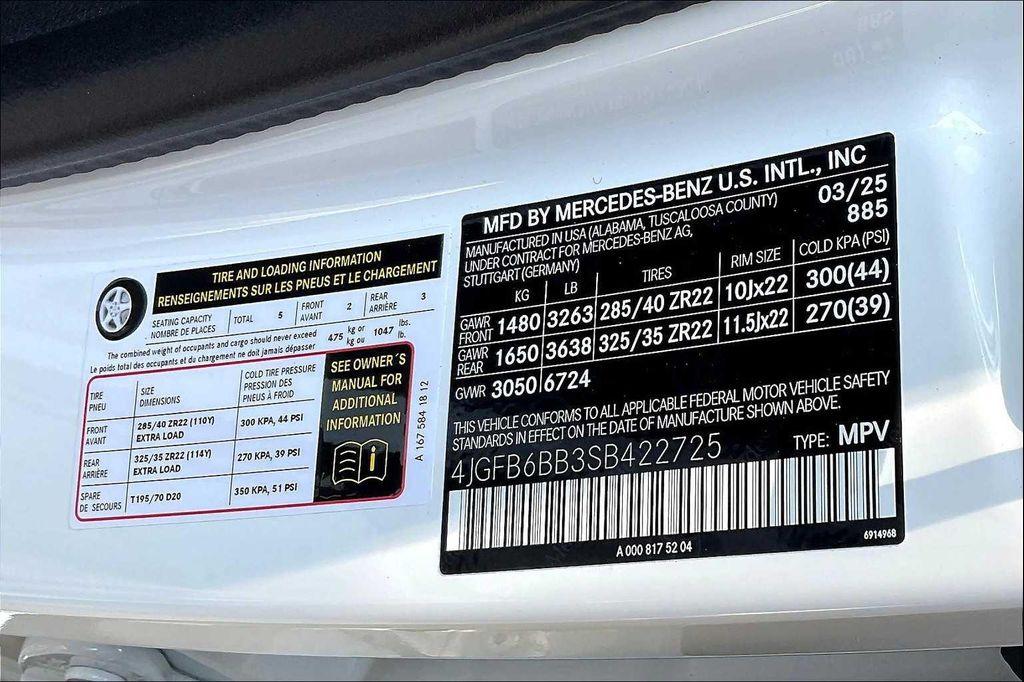 TIRE AND LOADING INFORMATION
RENSEIGNEMENTS SUR LES PNEUS ET LE CHARGEMENT
SEATING CAPACITY
NOMBRE DE PLACES
TOTAL 5
FRONT
AVANT
2
REAR
ARRIÈRE
3
The combined weight of occupants and cargo should never exceed
Le poids total des occupants et du chargement ne doit jamais dépasser
475 kg or
kg ou
1047 lbs.
lb.
TIRE
PNEU
SIZE
DIMENSIONS
COLD TIRE PRESSURE
PRESSION DES
PNEUS À FROID
FRONT
AVANT
285/40 ZR22 (110Y)
EXTRA LOAD
300 KPA, 44 PSI
REAR
ARRIÈRE
325/35 ZR22 (114Y)
EXTRA LOAD
270 KPA, 39 PSI
SPARE
DE SECOURS
T195/70 D20
350 KPA, 51 PSI
SEE OWNER´S
MANUAL FOR
ADDITIONAL
INFORMATION
i
A 167 584 18 12
MFD BY MERCEDES-BENZ U.S. INTL., INC
MANUFACTURED IN USA (ALABAMA, TUSCALOOSA COUNTY)
UNDER CONTRACT FOR MERCEDES-BENZ AG,
STUTTGART (GERMANY)
03/25
885
KG LB TIRES RIM SIZE COLD KPA (PSI)
GAWR
FRONT
1480 3263 285/40 ZR22 10Jx22 300(44)
GAWR
REAR
1650 3638 325/35 ZR22 11.5Jx22 270(39)
GVWR 3050 6724
THIS VEHICLE CONFORMS TO ALL APPLICABLE FEDERAL MOTOR VEHICLE SAFETY
STANDARDS IN EFFECT ON THE DATE OF MANUFACTURE SHOWN ABOVE.
4JGFB6BB3SB422725
TYPE: MPV
A 000 817 52 04
6914968